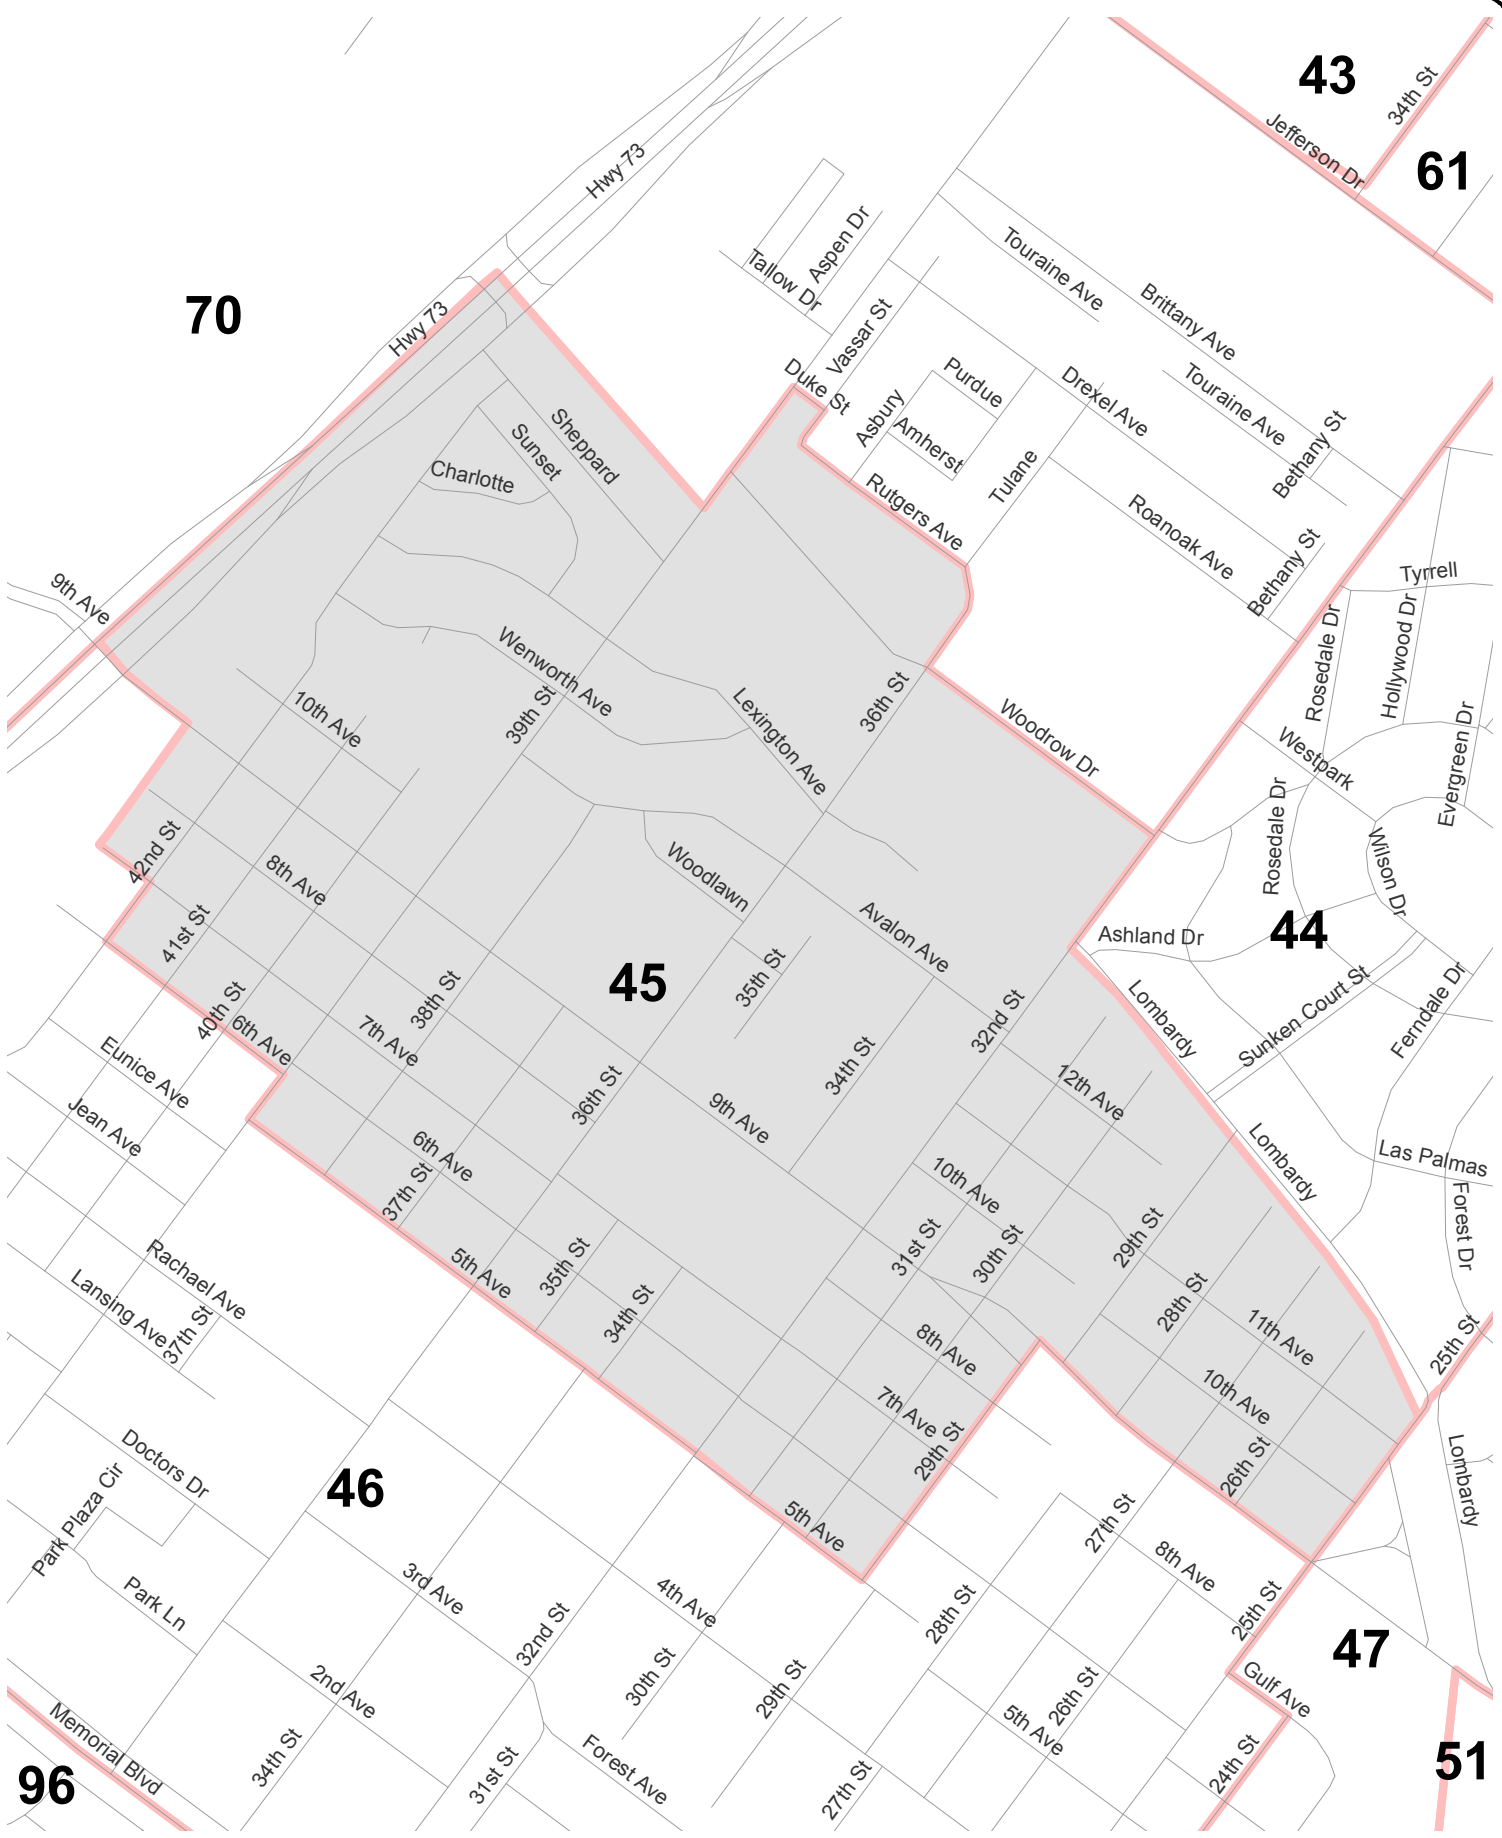 43
34th St
Jefferson Dr
61
Hwy 73
Aspen Dr
Tallow Dr
Touraine Ave
Brittany Ave
70
Hwy 73
Vassar St
Duke St
Purdue
Drexel Ave
Touraine Ave
Asbury
Amherst
Bethany St
Sheppard
Sunset
Charlotte
Tulane
Rutgers Ave
Roanoak Ave
Bethany St
Tyrrell
9th Ave
Hollywood Dr
Rosedale Dr
Wenworth Ave
10th Ave
39th St
Lexington Ave
36th St
Woodrow Dr
Westpark
Evergreen Dr
Rosedale Dr
42nd St
8th Ave
Woodlawn
Wilson Dr
41st St
Avalon Ave
Ashland Dr
44
45
35th St
38th St
40th St
6th Ave
7th Ave
32nd St
Lombardy
Sunken Court St
Ferndale Dr
Eunice Ave
Jean Ave
36th St
34th St
12th Ave
9th Ave
Lombardy
6th Ave
37th St
10th Ave
Las Palmas
Forest Dr
31st St
30th St
29th St
Rachael Ave
5th Ave
35th St
34th St
28th St
11th Ave
Lansing Ave
37th St
8th Ave
25th St
10th Ave
7th Ave
29th St
26th St
Doctors Dr
46
Park Plaza Cir
Lombardy
5th Ave
27th St
8th Ave
Park Ln
3rd Ave
4th Ave
32nd St
28th St
25th St
47
2nd Ave
30th St
29th St
26th St
Gulf Ave
5th Ave
Memorial Blvd
34th St
31st St
Forest Ave
27th St
24th St
51
96